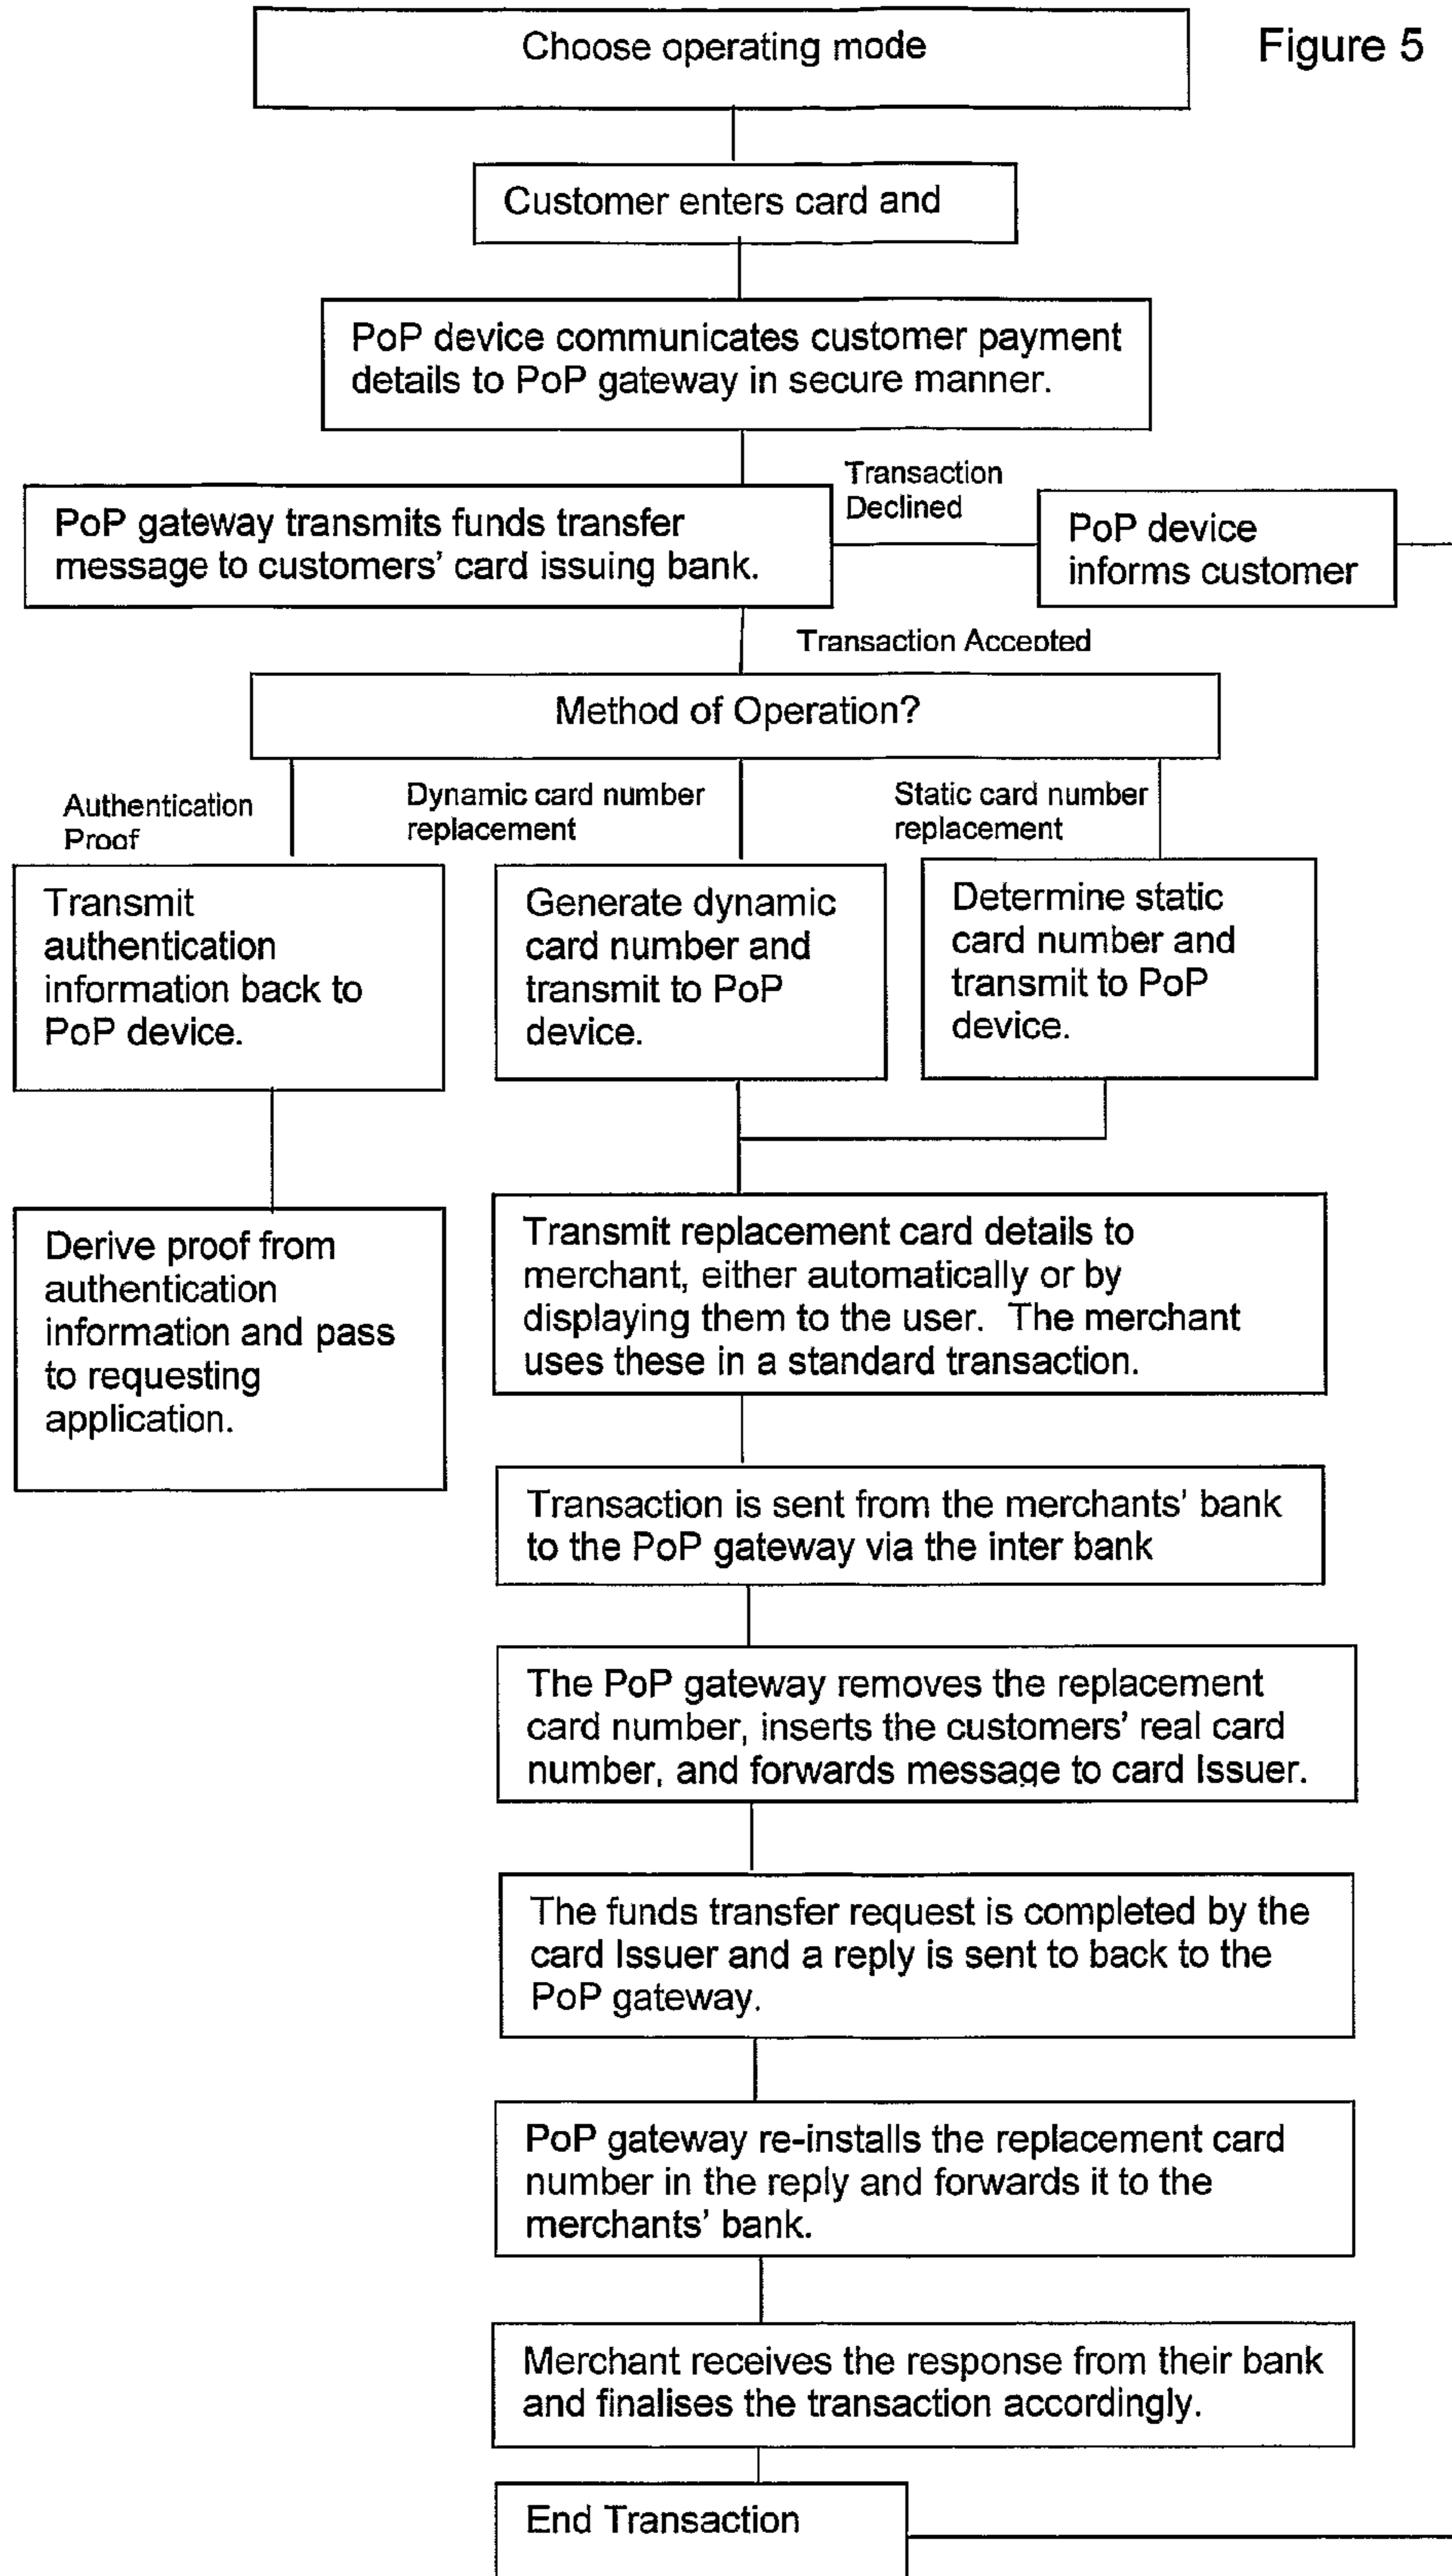 Figure 5
Choose operating mode
Customer enters card and
PoP device communicates customer payment
details to PoP gateway in secure manner.
PoP gateway transmits funds transfer
message to customers' card issuing bank.
Transaction
Declined
PoP device
informs customer
Transaction Accepted
Method of Operation?
Authentication
Proof
Dynamic card number
replacement
Static card number
replacement
Transmit
authentication
information back to
PoP device.
Generate dynamic
card number and
transmit to PoP
device.
Determine static
card number and
transmit to PoP
device.
Derive proof from
authentication
information and pass
to requesting
application.
Transmit replacement card details to
merchant, either automatically or by
displaying them to the user.  The merchant
uses these in a standard transaction.
Transaction is sent from the merchants' bank
to the PoP gateway via the inter bank
The PoP gateway removes the replacement
card number, inserts the customers' real card
number, and forwards message to card Issuer.
The funds transfer request is completed by the
card Issuer and a reply is sent to back to the
PoP gateway.
PoP gateway re-installs the replacement card
number in the reply and forwards it to the
merchants' bank.
Merchant receives the response from their bank
and finalises the transaction accordingly.
End Transaction